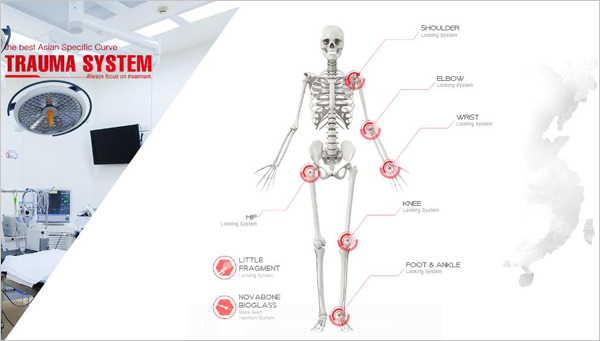 the best Asian Specific Curve
TRAUMA SYSTEM
Always focus on treatment.
SHOULDER
Locking System
ELBOW
Locking System
WRIST
Locking System
HIP
Locking System
KNEE
Locking System
LITTLE
FRAGMENT
Locking System
FOOT & ANKLE
Locking System
NOVABONE
BIOGLASS
Bone Graft
Injection System